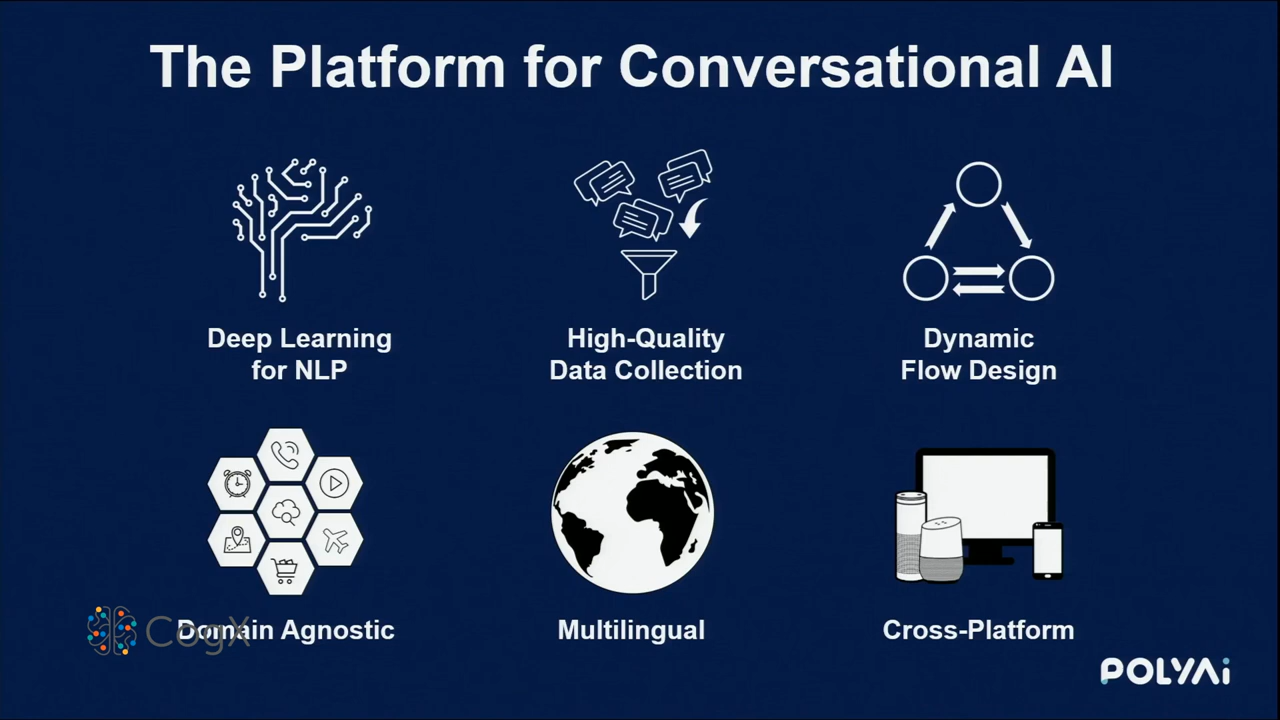 The Platform for Conversational AI
Deep Learning
for NLP
High-Quality
Data Collection
Dynamic
Flow Design
Domain Agnostic
CogX
Multilingual
Cross-Platform
POLYAi